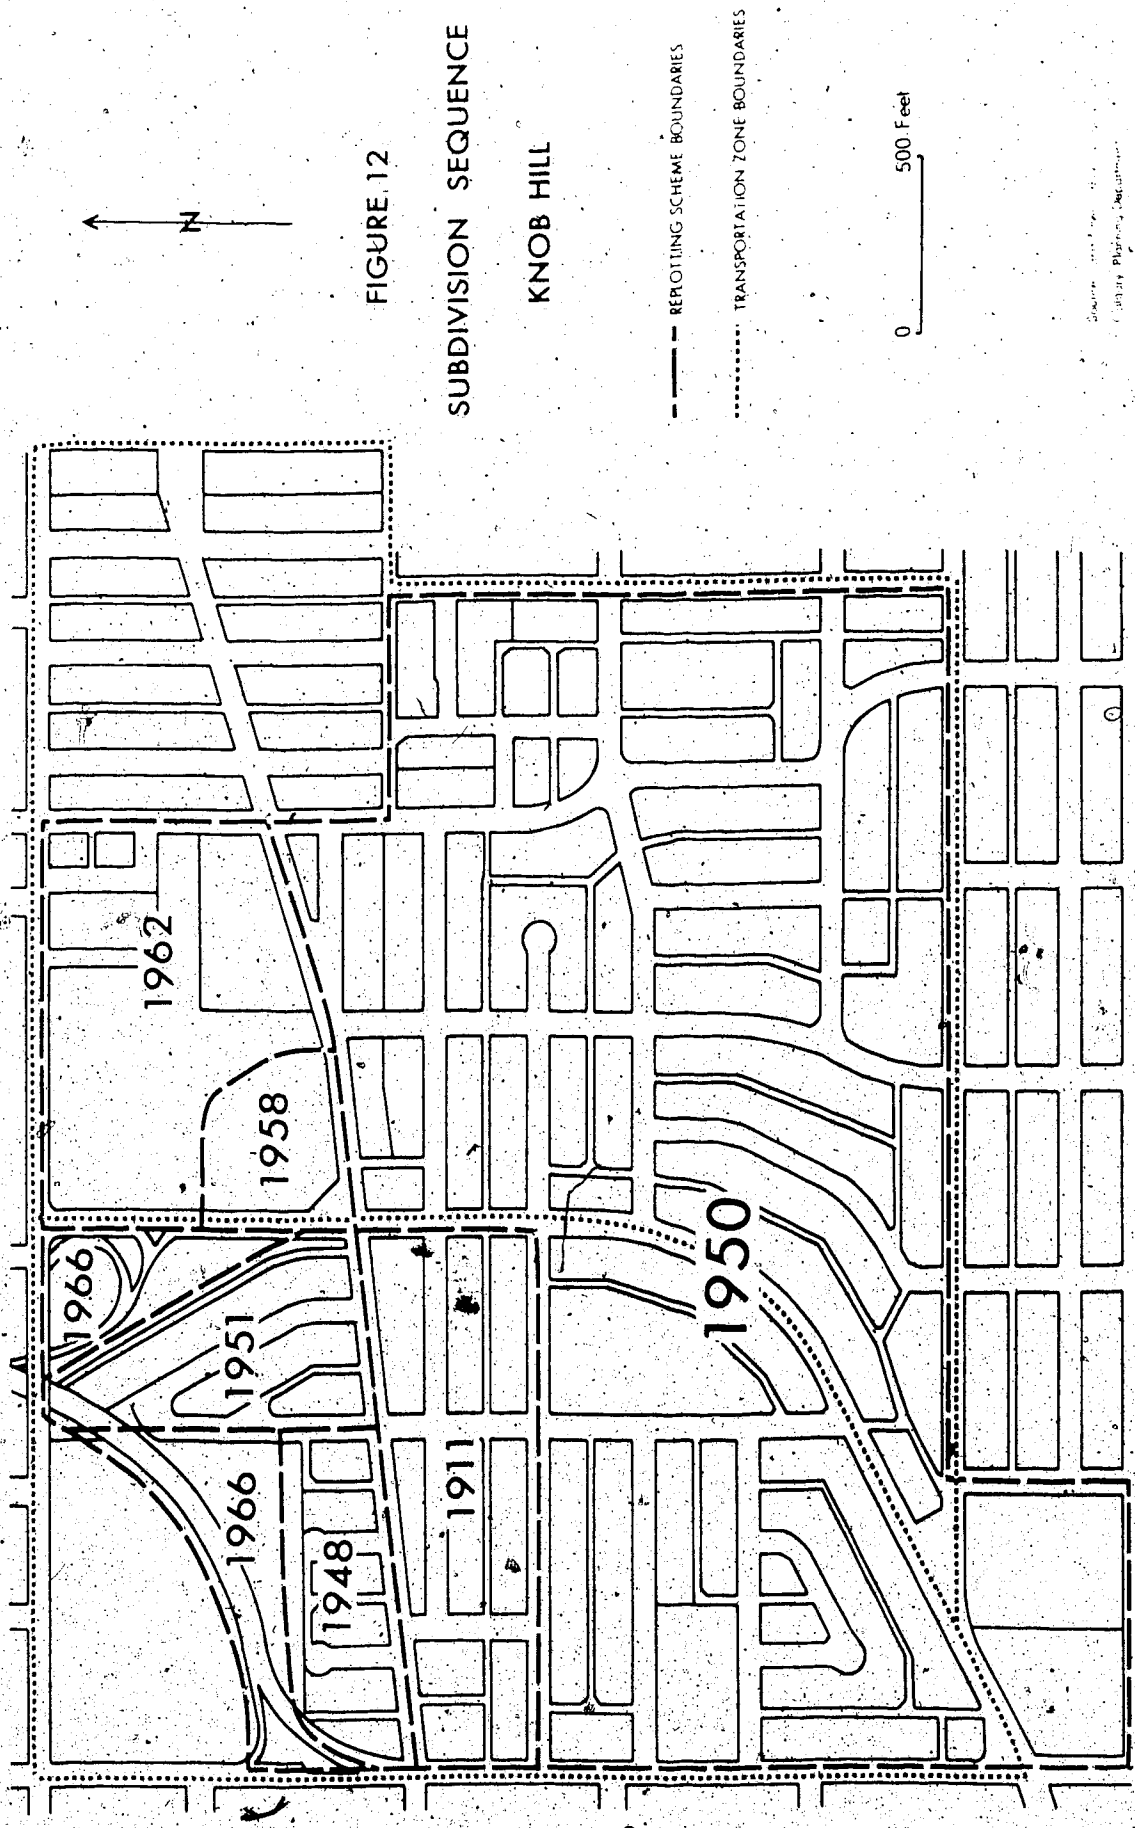 N
FIGURE 12
SUBDIVISION SEQUENCE
KNOB HILL
REPLOTTING SCHEME BOUNDARIES
TRANSPORTATION ZONE BOUNDARIES
0 500 Feet
1966
1951
1966
1948
1911
1962
1958
1950
Planning